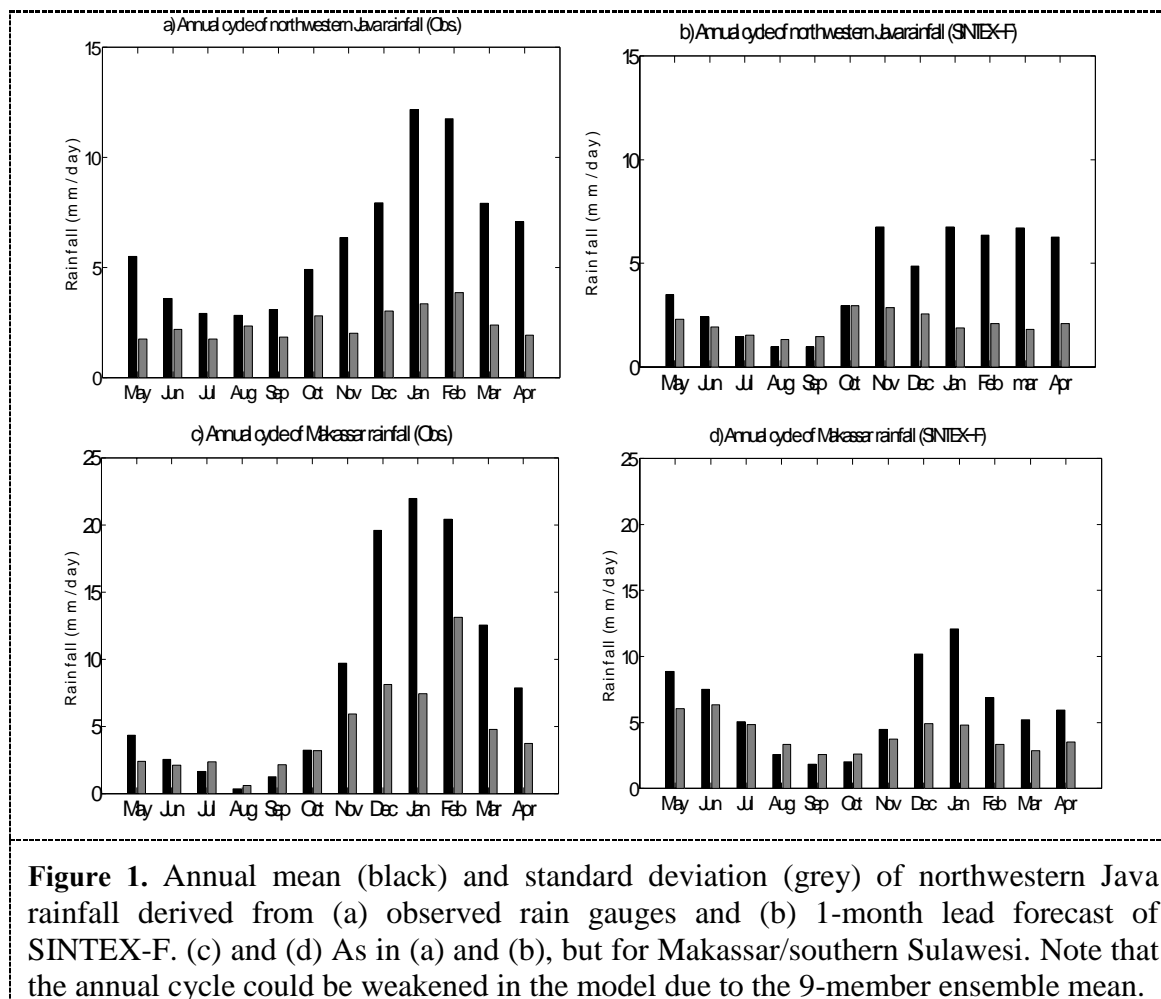 a) Annual cycle of northwestern Java rainfall (Obs.)
15
10
5
0
Rainfall (mm/day)
May Jun Jul Aug Sep Oct Nov Dec Jan Feb Mar Apr
b) Annual cycle of northwestern Java rainfall (SINTEX-F)
15
10
5
0
Rainfall (mm/day)
May Jun Jul Aug Sep Oct Nov Dec Jan Feb mar Apr
c) Annual cycle of Makassar rainfall (Obs.)
25
20
15
10
5
0
Rainfall (mm/day)
May Jun Jul Aug Sep Oct Nov Dec Jan Feb Mar Apr
d) Annual cycle of Makassar rainfall (SINTEX-F)
25
20
15
10
5
0
Rainfall (mm/day)
May Jun Jul Aug Sep Oct Nov Dec Jan Feb Mar Apr
Figure 1. Annual mean (black) and standard deviation (grey) of northwestern Java
rainfall derived from (a) observed rain gauges and (b) 1-month lead forecast of
SINTEX-F. (c) and (d) As in (a) and (b), but for Makassar/southern Sulawesi. Note that
the annual cycle could be weakened in the model due to the 9-member ensemble mean.